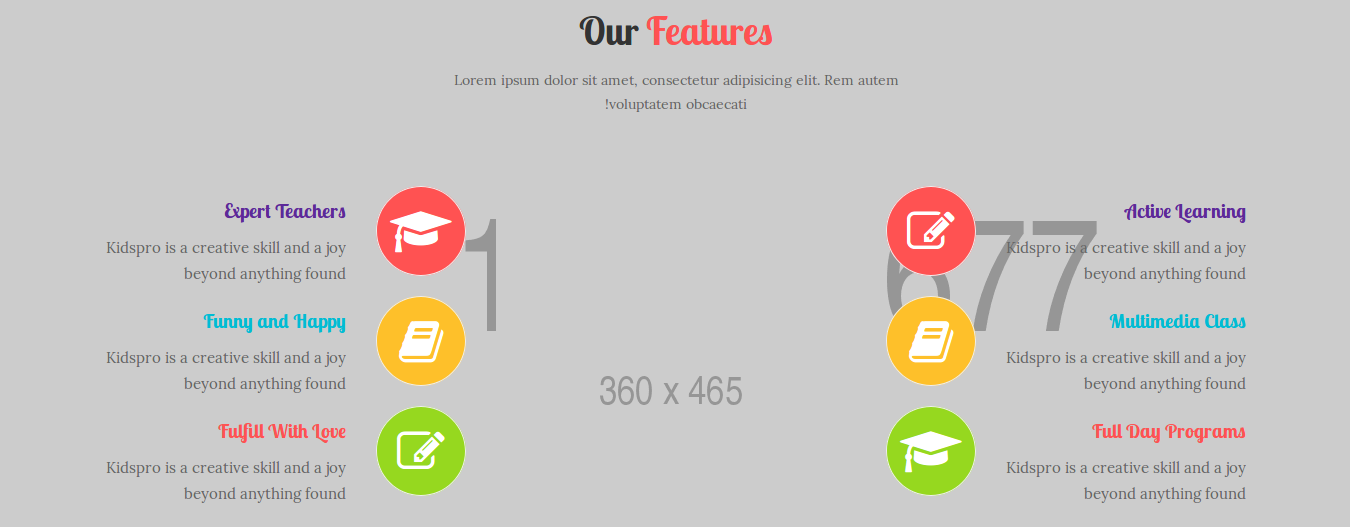 Our Features
Lorem ipsum dolor sit amet, consectetur adipisicing elit. Rem autem
!voluptatem obcaecati
Expert Teachers
Kidspro is a creative skill and a joy
beyond anything found
Funny and Happy
Kidspro is a creative skill and a joy
beyond anything found
Fulfill With Love
Kidspro is a creative skill and a joy
beyond anything found
1
360 x 465
677
Active Learning
Kidspro is a creative skill and a joy
beyond anything found
Multimedia Class
Kidspro is a creative skill and a joy
beyond anything found
Full Day Programs
Kidspro is a creative skill and a joy
beyond anything found